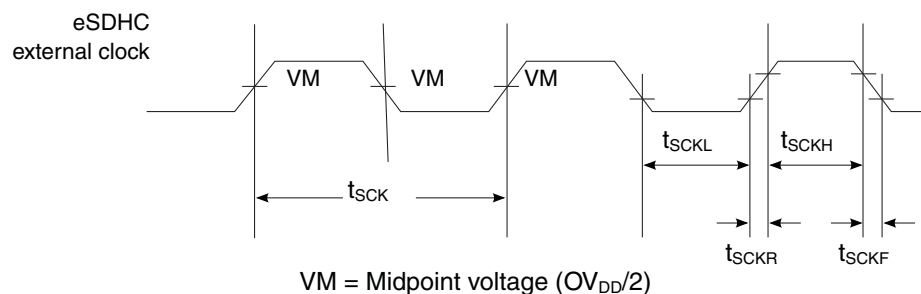 eSDHC
external clock
VM VM VM
tSCKL tSCKH
tSCK
tSCKR tSCKF
VM = Midpoint voltage (OVDD/2)